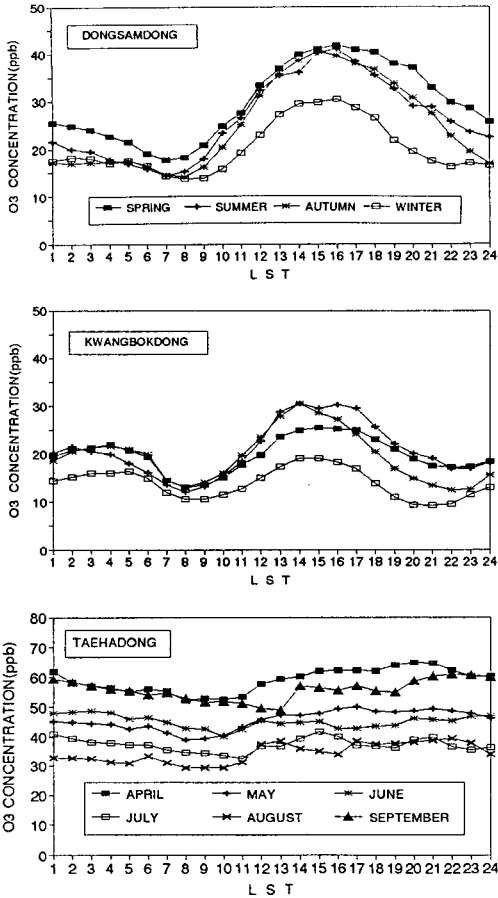 DONGSAMDONG
O3 CONCENTRATION(ppb)
50
40
30
20
10
0
SPRING SUMMER AUTUMN WINTER
1 2 3 4 5 6 7 8 9 10 11 12 13 14 15 16 17 18 19 20 21 22 23 24
L S T
KWANGBOKDONG
O3 CONCENTRATION(ppb)
50
40
30
20
10
0
1 2 3 4 5 6 7 8 9 10 11 12 13 14 15 16 17 18 19 20 21 22 23 24
L S T
TAEHADONG
O3 CONCENTRATION(ppb)
80
70
60
50
40
30
20
10
0
APRIL MAY JUNE
JULY AUGUST SEPTEMBER
1 2 3 4 5 6 7 8 9 10 11 12 13 14 15 16 17 18 19 20 21 22 23 24
L S T